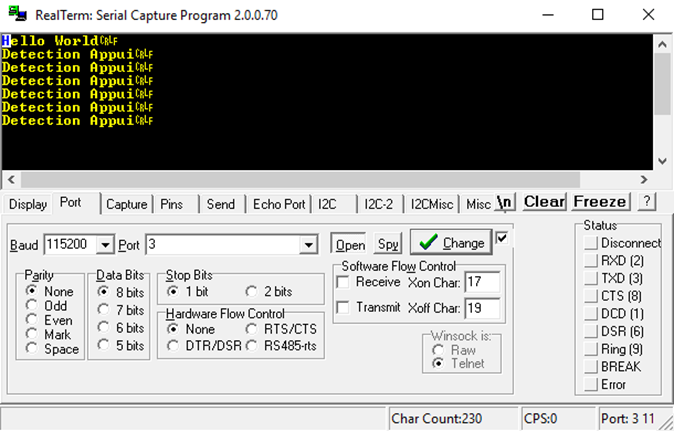 RealTerm: Serial Capture Program 2.0.0.70
Hello WorldCRLF
Detection AppuiCRLF
Detection AppuiCRLF
Detection AppuiCRLF
Detection AppuiCRLF
Detection AppuiCRLF
Detection AppuiCRLF
Display Port Capture Pins Send Echo Port I2C I2C-2 I2CMisc Misc \n Clear Freeze ?
Baud 115200 Port 3 Open Spy Change
Parity
None
Odd
Even
Mark
Space
Data Bits
8 bits
7 bits
6 bits
5 bits
Stop Bits
1 bit 2 bits
Hardware Flow Control
None RTS/CTS
DTR/DSR RS485-rts
Software Flow Control
Receive Xon Char: 17
Transmit Xoff Char: 19
Winsock is:
Raw
Telnet
Status
Disconnect
RXD (2)
TXD (3)
CTS (8)
DCD (1)
DSR (6)
Ring (9)
BREAK
Error
Char Count:230 CPS:0 Port: 3 11